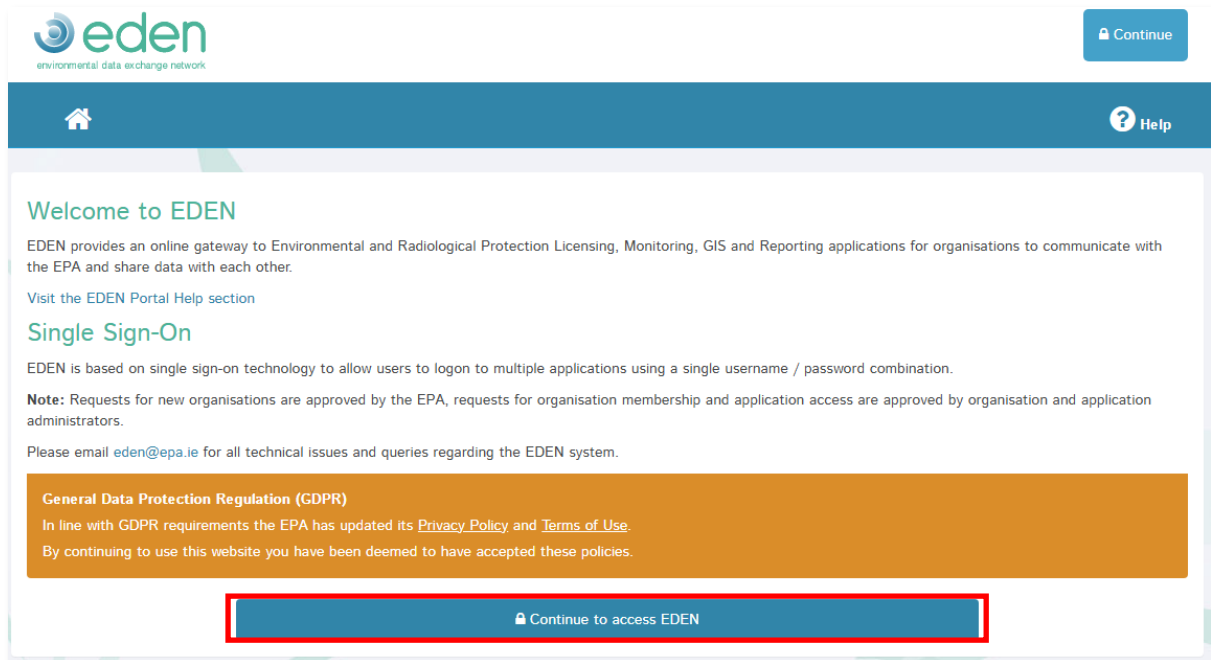 eden
environmental data exchange network
Continue
Help
Welcome to EDEN
EDEN provides an online gateway to Environmental and Radiological Protection Licensing, Monitoring, GIS and Reporting applications for organisations to communicate with
the EPA and share data with each other.
Visit the EDEN Portal Help section
Single Sign-On
EDEN is based on single sign-on technology to allow users to logon to multiple applications using a single username / password combination.
Note: Requests for new organisations are approved by the EPA, requests for organisation membership and application access are approved by organisation and application
administrators.
Please email eden@epa.ie for all technical issues and queries regarding the EDEN system.
General Data Protection Regulation (GDPR)
In line with GDPR requirements the EPA has updated its Privacy Policy and Terms of Use.
By continuing to use this website you have been deemed to have accepted these policies.
Continue to access EDEN